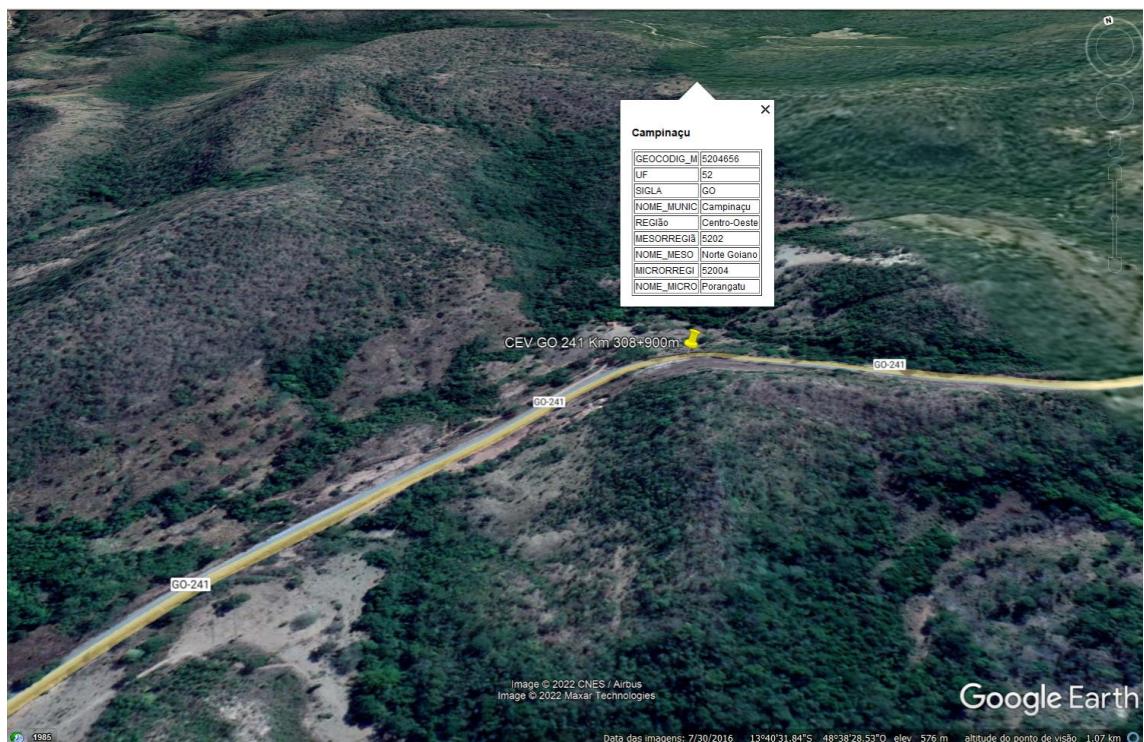 N
×
Campinaçu
GEOCODIG_M 5204656
UF 52
SIGLA GO
NOME_MUNIC Campinaçu
REGIão Centro-Oeste
MESORREGIã 5202
NOME_MESO Norte Goiano
MICRORREGI 52004
NOME_MICRO Porangatu
CEV GO 241 Km 308+900m
GO-241
GO-241
GO-241
Image © 2022 CNES / Airbus
Image © 2022 Maxar Technologies
Google Earth
1985
Data das imagens: 7/30/2016 13°40'31.84"S 48°38'28.53"O elev 576 m altitude do ponto de visão 1.07 km